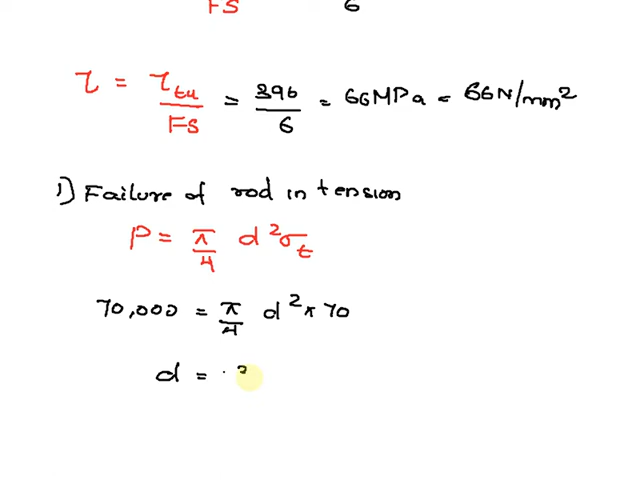 FS 6
τ = τtu/FS = 396/6 = 66MPa = 66N/mm²
1) Failure of rod in tension
P = π/4 d²σt
70,000 = π/4 d² × 70
d =